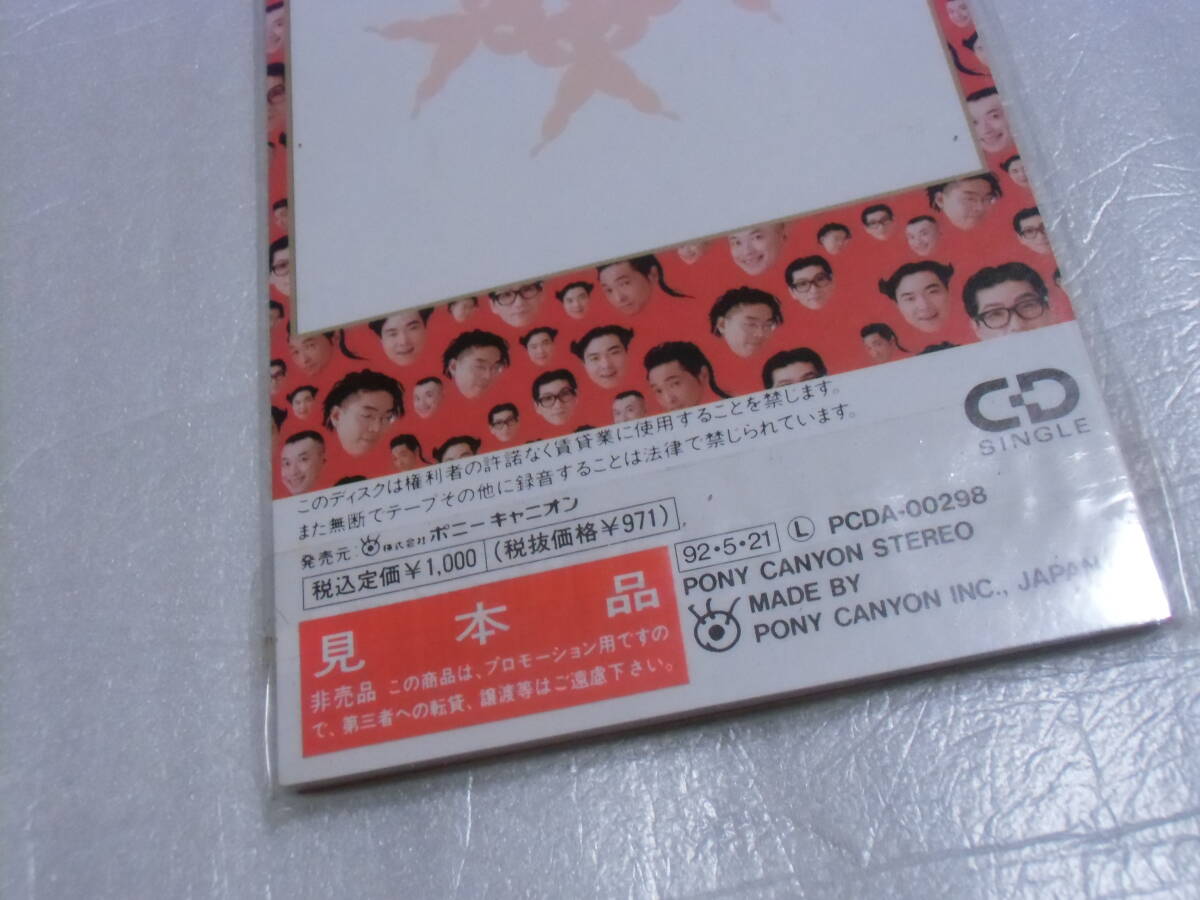 このディスクは権利者の許諾なく賃貸業に使用することを禁じます。
また無断でテープその他に録音することは法律で禁じられています。
発売元: 株式会社 ポニーキャニオン
税込定価¥1,000 (税抜価格¥971)
見本品
非売品 この商品は、プロモーション用ですの
で、第三者への転貸、譲渡等はご遠慮下さい。
CD
SINGLE
92・5・21 Ⓛ PCDA-00298
PONY CANYON STEREO
MADE BY
PONY CANYON INC., JAPAN